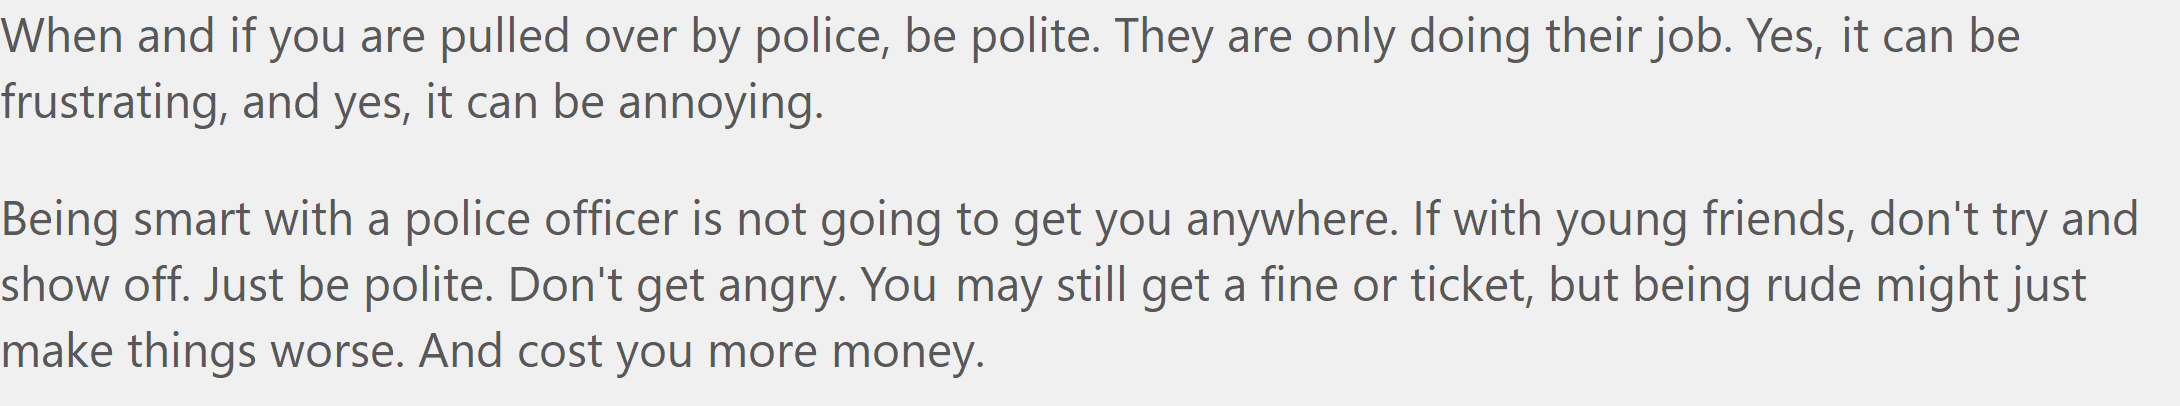 When and if you are pulled over by police, be polite. They are only doing their job. Yes, it can be
frustrating, and yes, it can be annoying.
Being smart with a police officer is not going to get you anywhere. If with young friends, don't try and
show off. Just be polite. Don't get angry. You may still get a fine or ticket, but being rude might just
make things worse. And cost you more money.